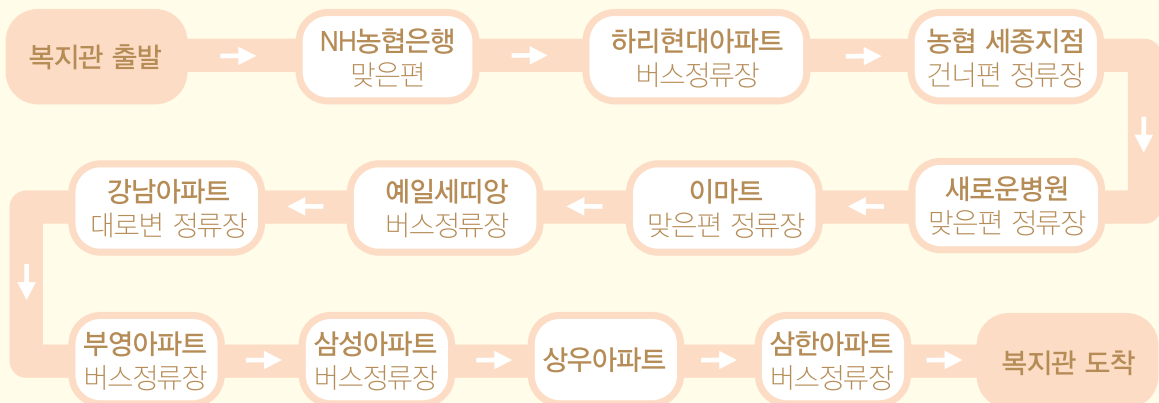 복지관 출발
NH농협은행
맞은편
하리현대아파트
버스정류장
농협 세종지점
건너편 정류장
새로운병원
맞은편 정류장
이마트
맞은편 정류장
예일세띠앙
버스정류장
강남아파트
대로변 정류장
부영아파트
버스정류장
삼성아파트
버스정류장
상우아파트
삼한아파트
버스정류장
복지관 도착